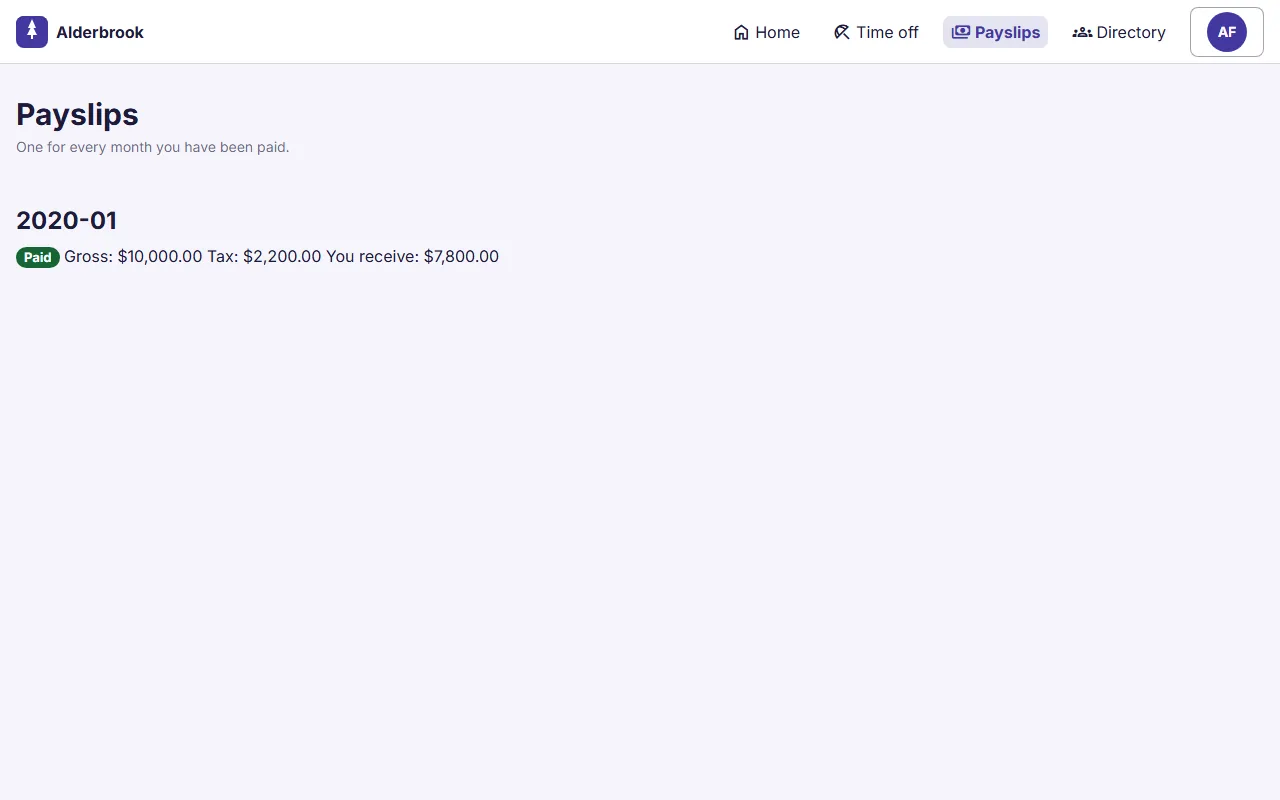 Alderbrook
Home
Time off
Payslips
Directory
AF
Payslips
One for every month you have been paid.
2020-01
Paid Gross: $10,000.00 Tax: $2,200.00 You receive: $7,800.00